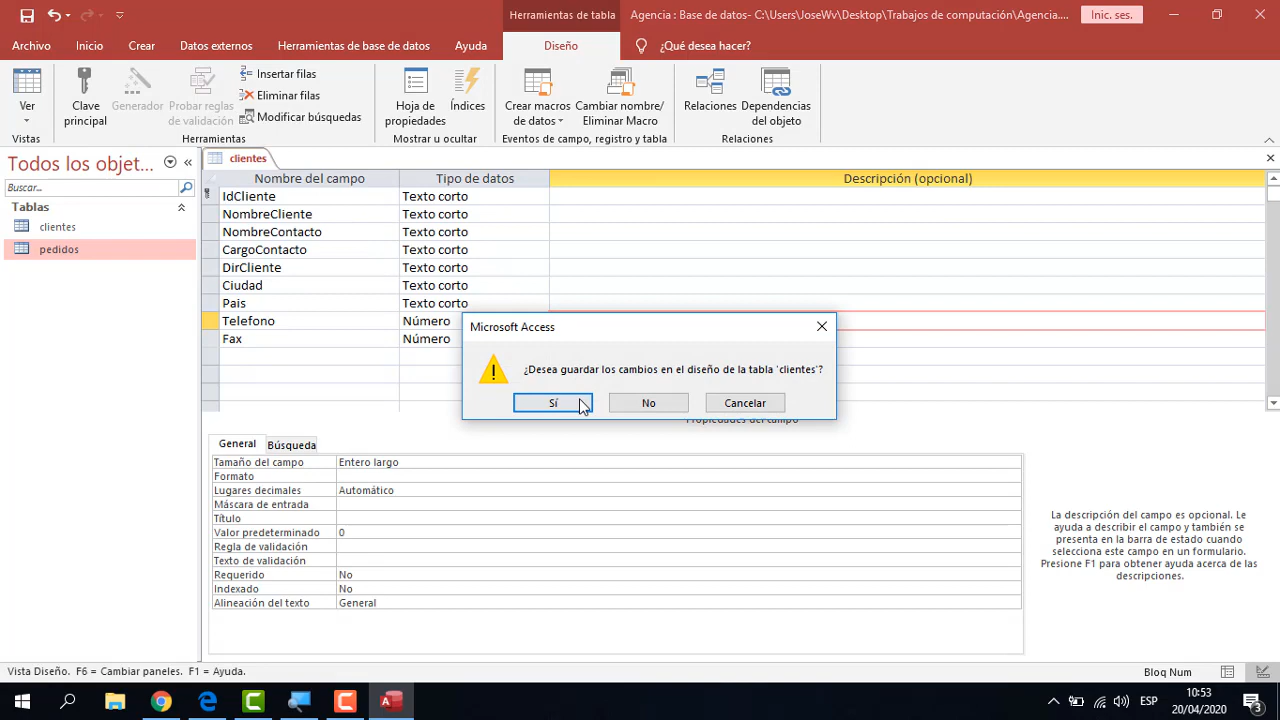 Herramientas de tabla
Agencia : Base de datos- C:\Users\JoseWv\Desktop\Trabajos de computación\Agencia....
Inic. ses.
Archivo
Inicio
Crear
Datos externos
Herramientas de base de datos
Ayuda
Diseño
¿Qué desea hacer?
Ver
Clave principal
Generador
Probar reglas de validación
Insertar filas
Eliminar filas
Modificar búsquedas
Hoja de propiedades
Índices
Crear macros de datos
Cambiar nombre/ Eliminar Macro
Relaciones
Dependencias del objeto
Vistas
Herramientas
Mostrar u ocultar
Eventos de campo, registro y tabla
Relaciones
Todos los objet...
Buscar...
Tablas
clientes
pedidos
clientes
Nombre del campo
Tipo de datos
Descripción (opcional)
IdCliente
Texto corto
NombreCliente
Texto corto
NombreContacto
Texto corto
CargoContacto
Texto corto
DirCliente
Texto corto
Ciudad
Texto corto
Pais
Texto corto
Telefono
Número
Fax
Número
Microsoft Access
¿Desea guardar los cambios en el diseño de la tabla 'clientes'?
Sí
No
Cancelar
Propiedades del campo
General
Búsqueda
Tamaño del campo
Entero largo
Formato
Lugares decimales
Automático
Máscara de entrada
Título
Valor predeterminado
0
Regla de validación
Texto de validación
Requerido
No
Indexado
No
Alineación del texto
General
La descripción del campo es opcional. Le
ayuda a describir el campo y también se
presenta en la barra de estado cuando
selecciona este campo en un formulario.
Presione F1 para obtener ayuda acerca de las
descripciones.
Vista Diseño. F6 = Cambiar paneles. F1 = Ayuda.
Bloq Num
ESP
10:53
20/04/2020
3